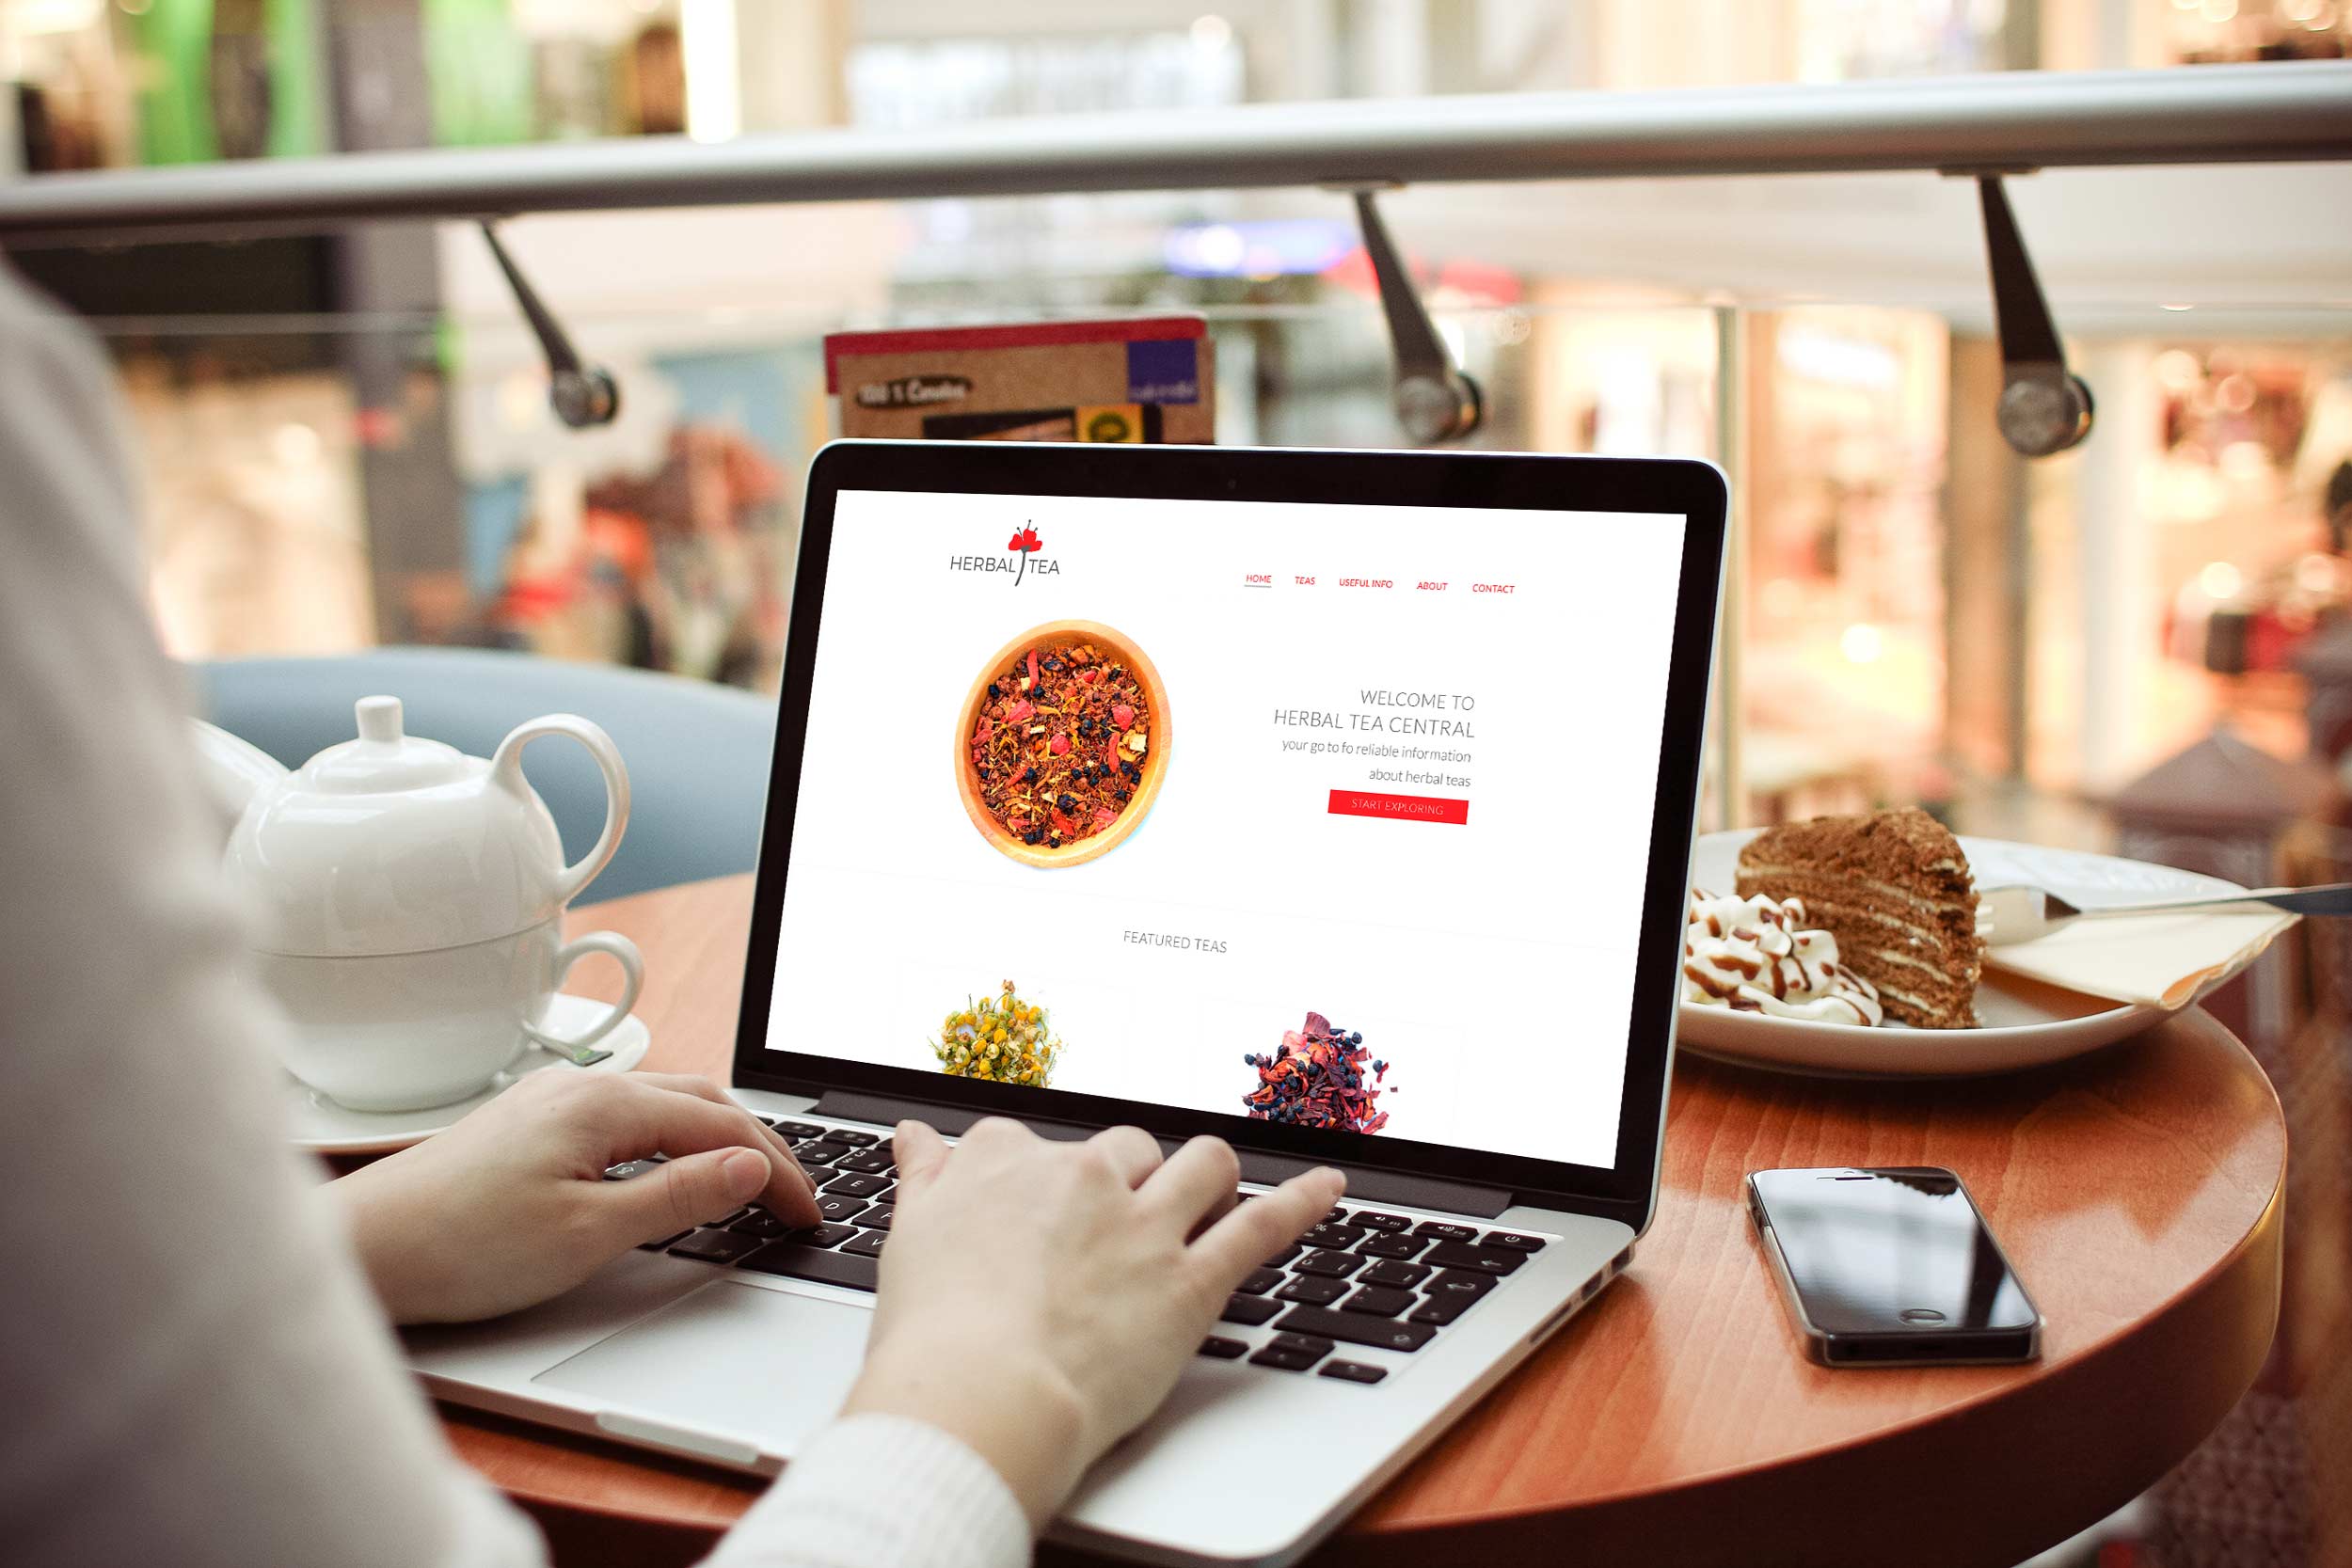 HERBAL TEA
HOME TEAS USEFUL INFO ABOUT CONTACT
WELCOME TO
HERBAL TEA CENTRAL
your go to fo reliable information
about herbal teas
START EXPLORING
FEATURED TEAS